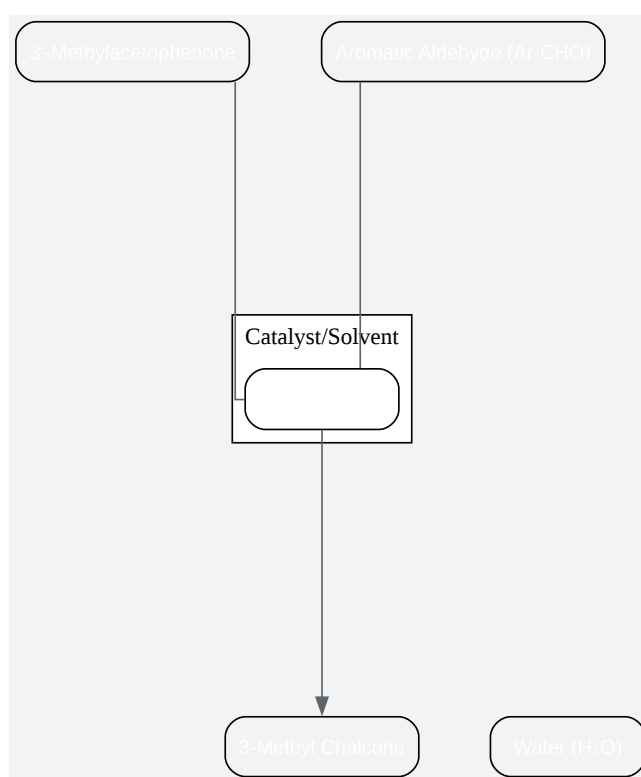 3'-Methylacetophenone
Aromatic Aldehyde (Ar-CHO)
Catalyst/Solvent
3-Methyl Chalcone
Water (H₂O)